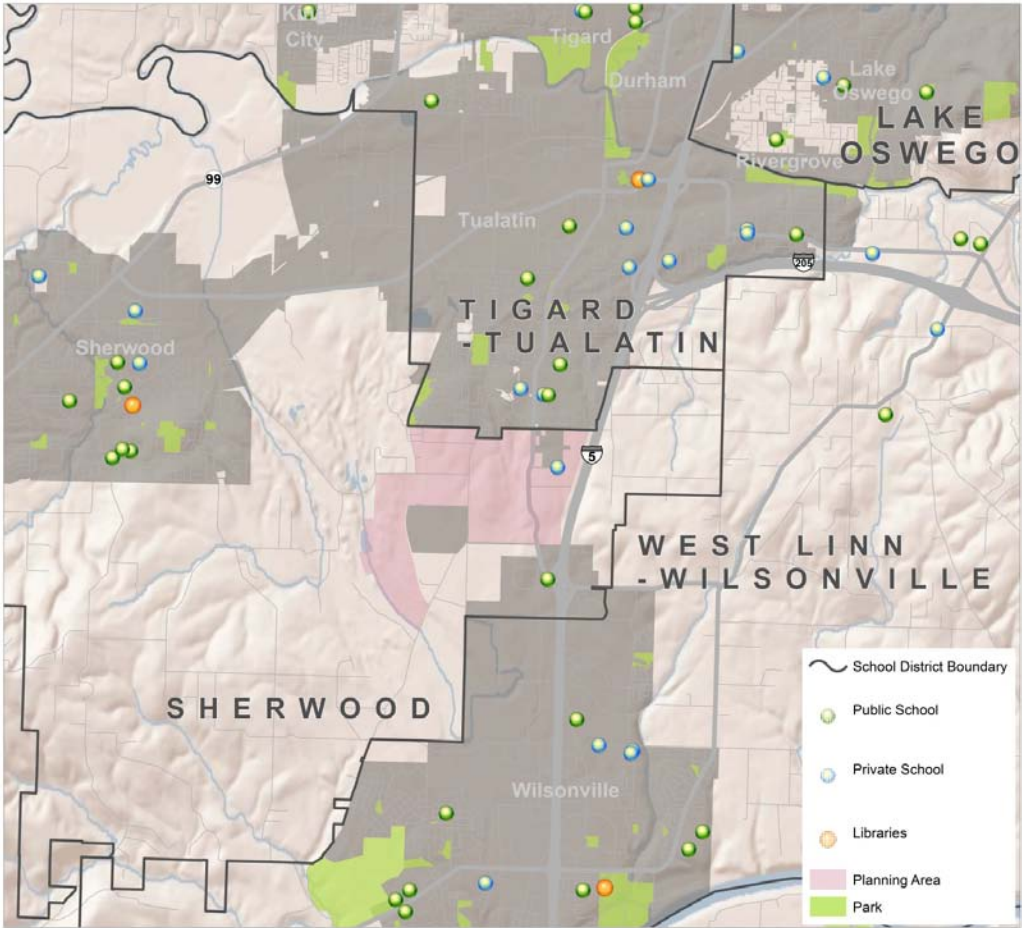 King
City
Tigard
Durham
Lake
Oswego
LAKE
OSWEGO
Rivergrove
99
Tualatin
205
TIGARD
-TUALATIN
Sherwood
5
WEST LINN
-WILSONVILLE
SHERWOOD
Wilsonville
School District Boundary
Public School
Private School
Libraries
Planning Area
Park